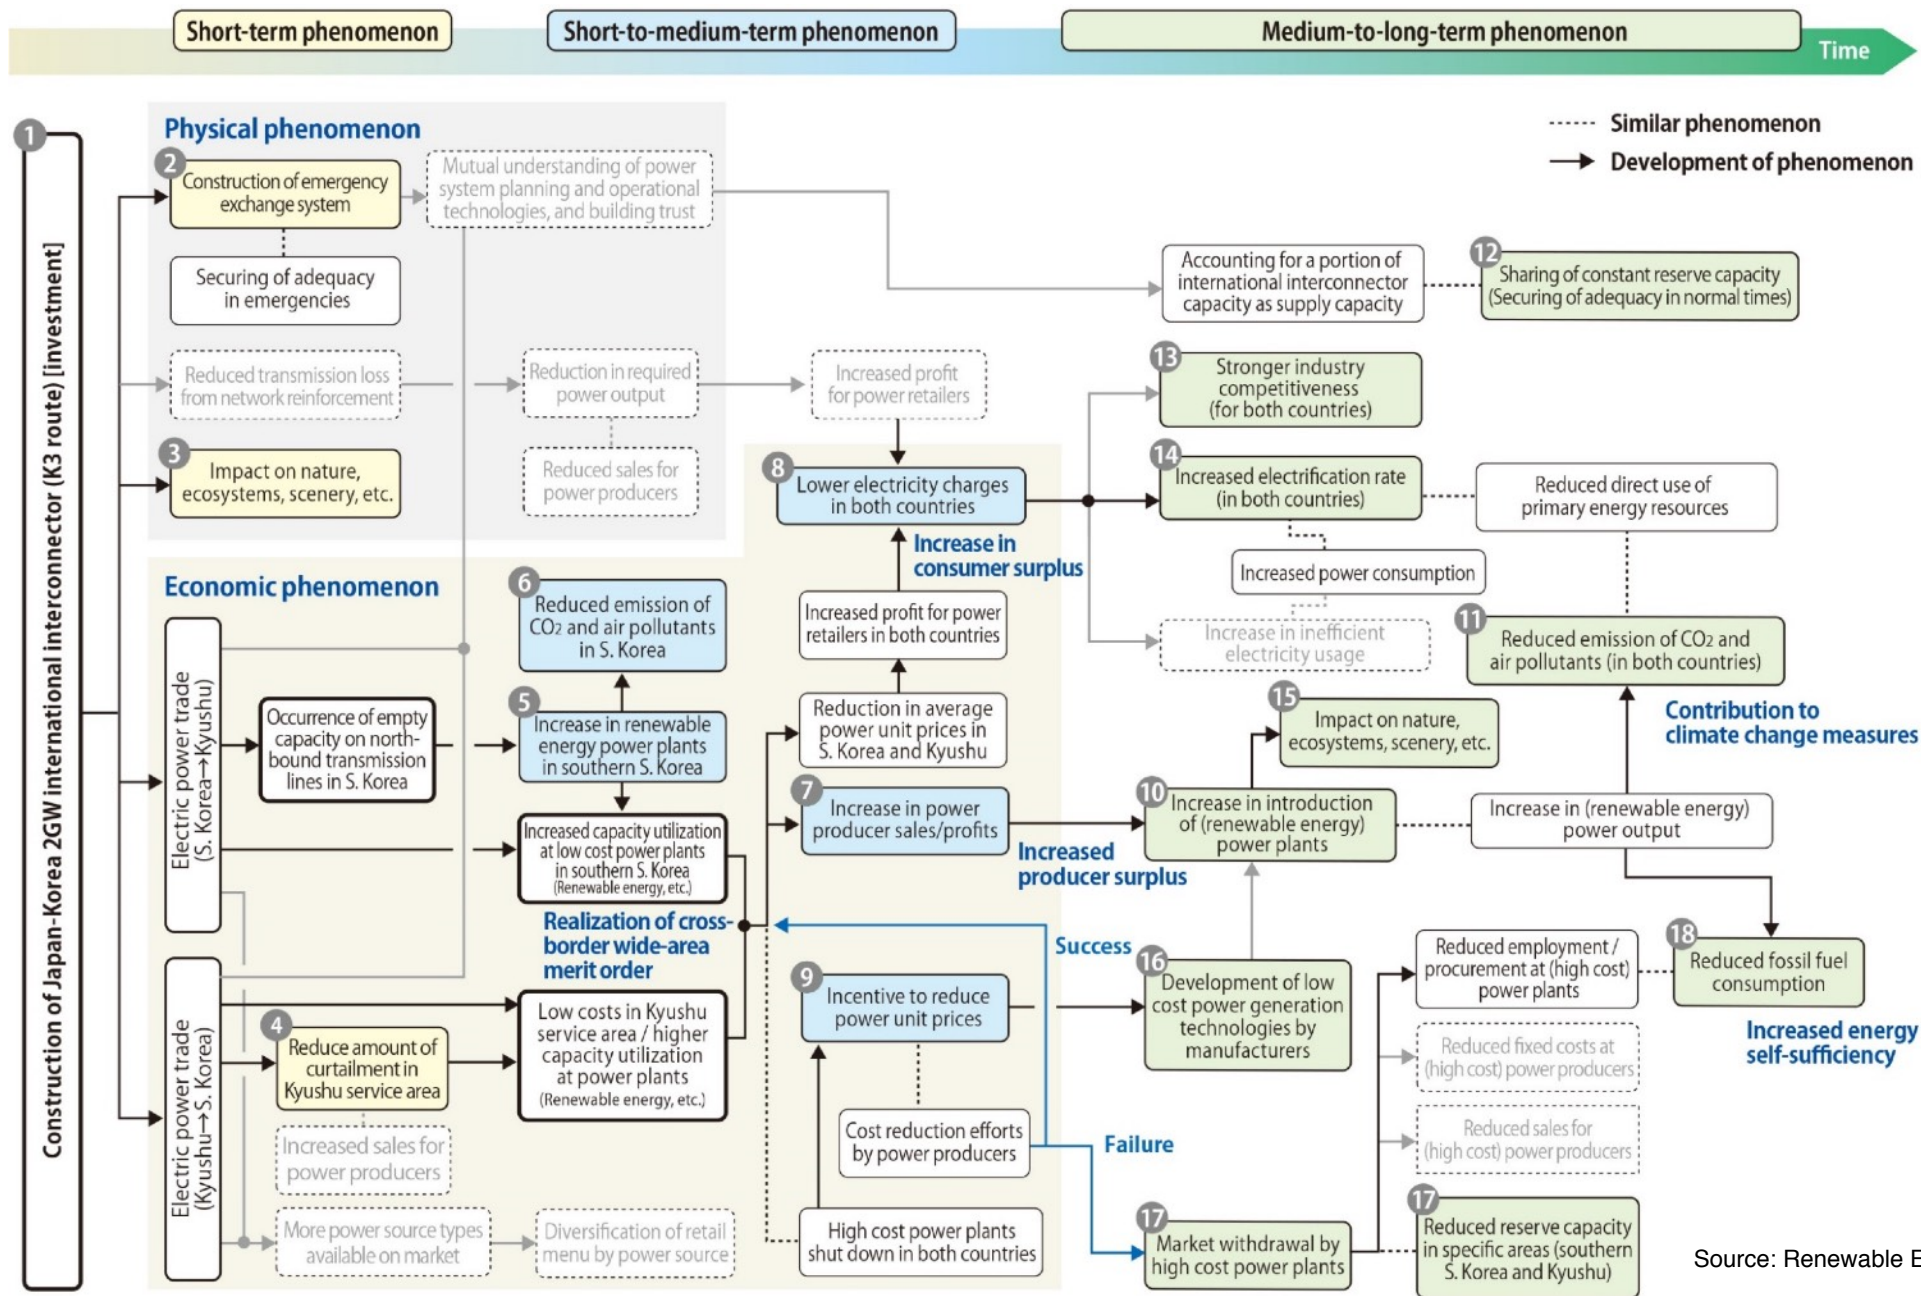 Short-term phenomenon
Short-to-medium-term phenomenon
Medium-to-long-term phenomenon
Time
Similar phenomenon
Development of phenomenon
1
Construction of Japan-Korea 2GW international interconnector (K3 route) [investment]
Physical phenomenon
2
Construction of emergency
exchange system
Mutual understanding of power
system planning and operational
technologies, and building trust
Securing of adequacy
in emergencies
Accounting for a portion of
international interconnector
capacity as supply capacity
12
Sharing of constant reserve capacity
(Securing of adequacy in normal times)
Reduced transmission loss
from network reinforcement
Reduction in required
power output
Increased profit
for power retailers
13
Stronger industry
competitiveness
(for both countries)
3
Impact on nature,
ecosystems, scenery, etc.
Reduced sales for
power producers
8
Lower electricity charges
in both countries
14
Increased electrification rate
(in both countries)
Reduced direct use of
primary energy resources
Increase in
consumer surplus
Increased power consumption
Economic phenomenon
6
Reduced emission of
CO2 and air pollutants
in S. Korea
Increased profit for power
retailers in both countries
Increase in inefficient
electricity usage
11
Reduced emission of CO2 and
air pollutants (in both countries)
Electric power trade
(S. Korea→Kyushu)
Occurrence of empty
capacity on north-
bound transmission
lines in S. Korea
5
Increase in renewable
energy power plants
in southern S. Korea
Reduction in average
power unit prices in
S. Korea and Kyushu
15
Impact on nature,
ecosystems, scenery, etc.
Contribution to
climate change measures
7
Increase in power
producer sales/profits
10
Increase in introduction
of (renewable energy)
power plants
Increase in (renewable energy)
power output
Increased capacity utilization
at low cost power plants
in southern S. Korea
(Renewable energy, etc.)
Increased
producer surplus
Realization of cross-
border wide-area
merit order
Success
Electric power trade
(Kyushu→S. Korea)
4
Reduce amount of
curtailment in
Kyushu service area
Low costs in Kyushu
service area / higher
capacity utilization
at power plants
(Renewable energy, etc.)
9
Incentive to reduce
power unit prices
16
Development of low
cost power generation
technologies by
manufacturers
Reduced employment /
procurement at (high cost)
power plants
18
Reduced fossil fuel
consumption
Increased energy
self-sufficiency
Reduced fixed costs at
(high cost) power producers
Increased sales for
power producers
Cost reduction efforts
by power producers
Failure
Reduced sales for
(high cost) power producers
More power source types
available on market
Diversification of retail
menu by power source
High cost power plants
shut down in both countries
17
Market withdrawal by
high cost power plants
17
Reduced reserve capacity
in specific areas (southern
S. Korea and Kyushu)
Source: Renewable E